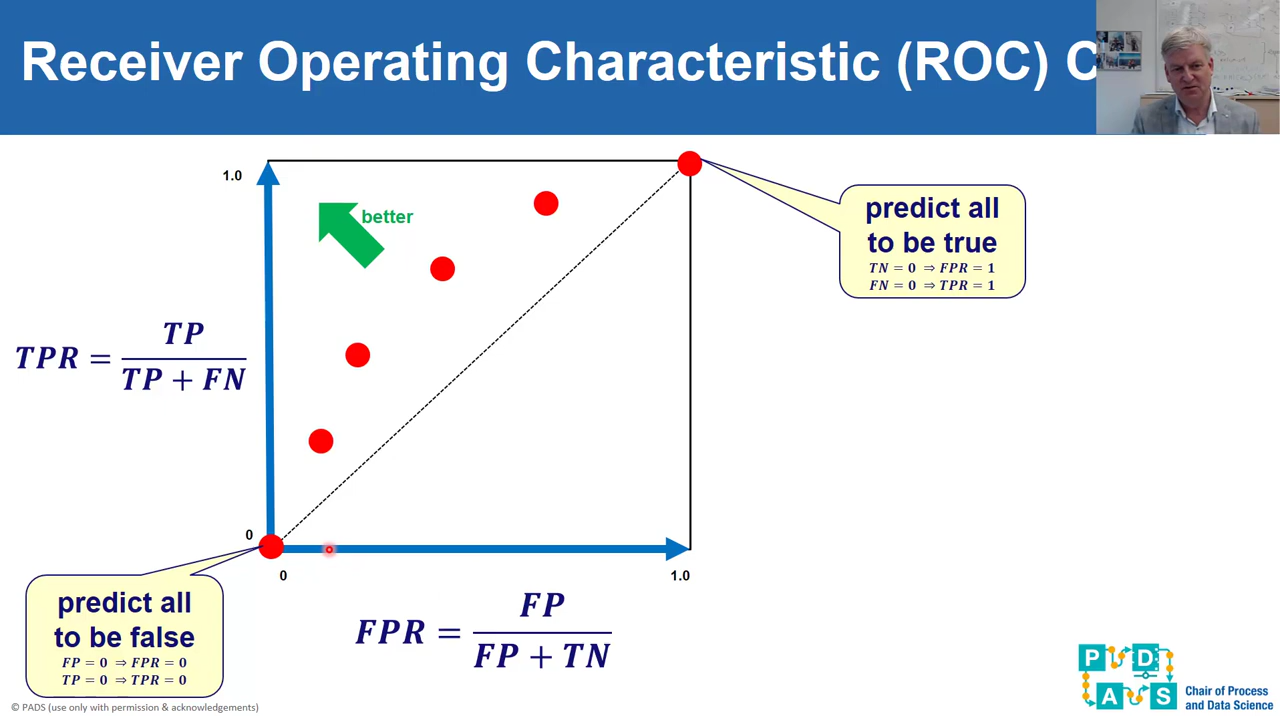 Receiver Operating Characteristic (ROC) C
1.0
better
predict all
to be true
TN = 0 ⇒ FPR = 1
FN = 0 ⇒ TPR = 1
TPR = TP / TP + FN
0
0
1.0
predict all
to be false
FP = 0 ⇒ FPR = 0
TP = 0 ⇒ TPR = 0
FPR = FP / FP + TN
P D
A S
Chair of Process
and Data Science
© PADS (use only with permission & acknowledgements)